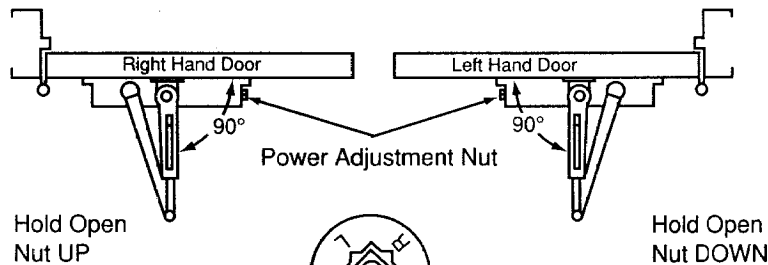 Right Hand Door
Left Hand Door
90°
90°
Power Adjustment Nut
Hold Open
Nut UP
Hold Open
Nut DOWN
L
R